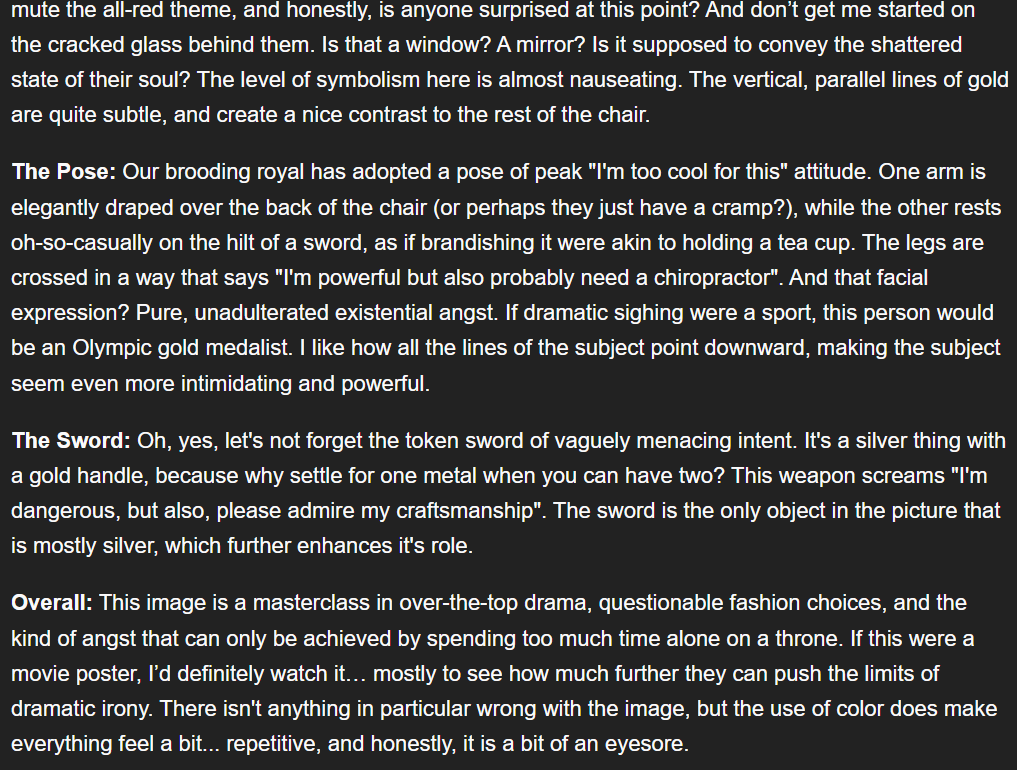 mute the all-red theme, and honestly, is anyone surprised at this point? And don’t get me started on
the cracked glass behind them. Is that a window? A mirror? Is it supposed to convey the shattered
state of their soul? The level of symbolism here is almost nauseating. The vertical, parallel lines of gold
are quite subtle, and create a nice contrast to the rest of the chair.
The Pose: Our brooding royal has adopted a pose of peak "I'm too cool for this" attitude. One arm is
elegantly draped over the back of the chair (or perhaps they just have a cramp?), while the other rests
oh-so-casually on the hilt of a sword, as if brandishing it were akin to holding a tea cup. The legs are
crossed in a way that says "I'm powerful but also probably need a chiropractor". And that facial
expression? Pure, unadulterated existential angst. If dramatic sighing were a sport, this person would
be an Olympic gold medalist. I like how all the lines of the subject point downward, making the subject
seem even more intimidating and powerful.
The Sword: Oh, yes, let's not forget the token sword of vaguely menacing intent. It's a silver thing with
a gold handle, because why settle for one metal when you can have two? This weapon screams "I'm
dangerous, but also, please admire my craftsmanship". The sword is the only object in the picture that
is mostly silver, which further enhances it's role.
Overall: This image is a masterclass in over-the-top drama, questionable fashion choices, and the
kind of angst that can only be achieved by spending too much time alone on a throne. If this were a
movie poster, I’d definitely watch it… mostly to see how much further they can push the limits of
dramatic irony. There isn't anything in particular wrong with the image, but the use of color does make
everything feel a bit... repetitive, and honestly, it is a bit of an eyesore.